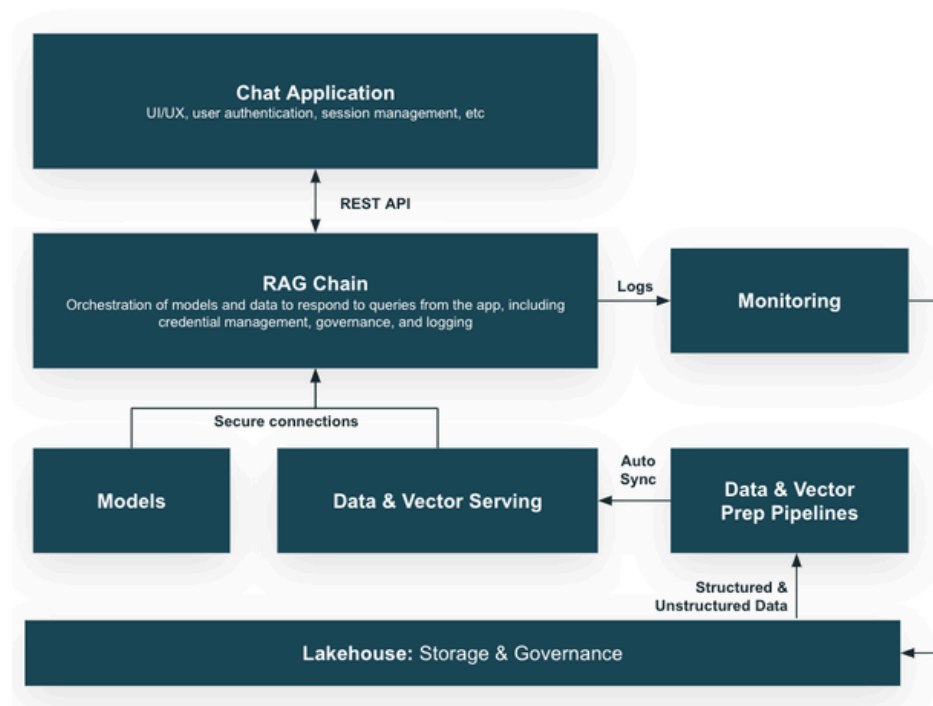 Chat Application
UI/UX, user authentication, session management, etc
REST API
RAG Chain
Orchestration of models and data to respond to queries from the app, including
credential management, governance, and logging
Logs
Monitoring
Secure connections
Models
Data & Vector Serving
Auto
Sync
Data & Vector
Prep Pipelines
Structured &
Unstructured Data
Lakehouse: Storage & Governance